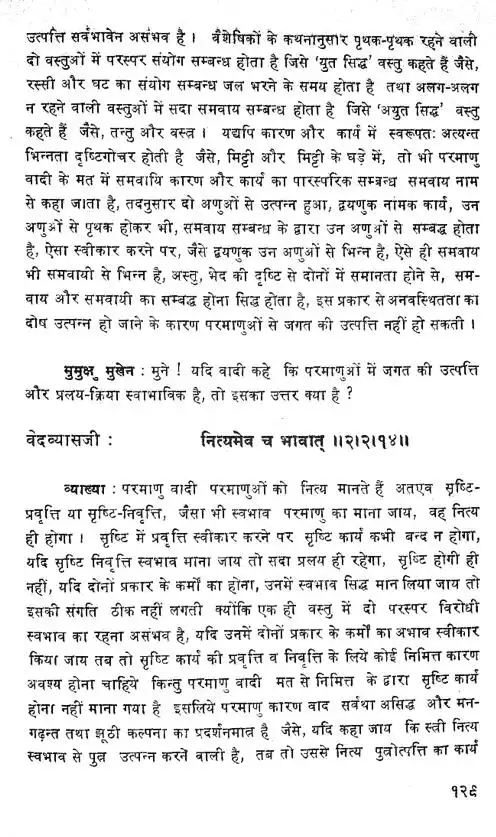 उत्पत्ति सर्वभावेन असंभव है । वैशेषिकों के कथनानुसार पृथक-पृथक रहने वाली
दो वस्तुओं में परस्पर संयोग सम्बन्ध होता है जिसे ‘युत सिद्ध’ वस्तु कहते हैं जैसे,
रस्सी और घट का संयोग सम्बन्ध जल भरने के समय होता है तथा अलग-अलग
न रहने वाली वस्तुओं में सदा समवाय सम्बन्ध होता है जिसे ‘अयुत सिद्ध’ वस्तु
कहते हैं जैसे, तन्तु और वस्त्र । यद्यपि कारण और कार्य में स्वरूपतः अत्यन्त
भिन्नता दृष्टिगोचर होती है जैसे, मिट्टी और मिट्टी के घड़े में, तो भी परमाणु
वादी के मत में समवायि कारण और कार्य का पारस्परिक सम्बन्ध समवाय नाम
से कहा जाता है, तदनुसार दो अणुओं से उत्पन्न हुआ, द्वयणुक नामक कार्य, उन
अणुओं से पृथक होकर भी, समवाय सम्बन्ध के द्वारा उन अणुओं से सम्बद्ध होता
है, ऐसा स्वीकार करने पर, जैसे द्वयणुक उन अणुओं से भिन्न है, ऐसे ही समवाय
भी समवायी से भिन्न है, अस्तु, भेद की दृष्टि से दोनों में समानता होने से, सम-
वाय और समवायी का सम्बद्ध होना सिद्ध होता है, इस प्रकार से अनवस्थितता का
दोष उत्पन्न हो जाने के कारण परमाणुओं से जगत की उत्पत्ति नहीं हो सकती ।
मुमुक्षु मुखेन : मुने ! यदि वादी कहे कि परमाणुओं में जगत की उत्पत्ति
और प्रलय-क्रिया स्वाभाविक है, तो इसका उत्तर क्या है ?
वेदव्यासजी : नित्यमेव च भावात् ॥२।२।१४॥
व्याख्या : परमाणु वादी परमाणुओं को नित्य मानते हैं अतएव सृष्टि-
प्रवृत्ति या सृष्टि-निवृत्ति, जैसा भी स्वभाव परमाणु का माना जाय, वह नित्य
ही होगा । सृष्टि में प्रवृत्ति स्वीकार करने पर सृष्टि कार्य कभी बन्द न होगा,
यदि सृष्टि निवृत्ति स्वभाव माना जाय तो सदा प्रलय ही रहेगा, सृष्टि होगी ही
नहीं, यदि दोनों प्रकार के कर्मों का होना, उनमें स्वभाव सिद्ध मान लिया जाय तो
इसकी संगति ठीक नहीं लगती क्योंकि एक ही वस्तु में दो परस्पर विरोधी
स्वभाव का रहना असंभव है, यदि उनमें दोनों प्रकार के कर्मों का अभाव स्वीकार
किया जाय तब तो सृष्टि कार्य की प्रवृत्ति व निवृत्ति के लिये कोई निमित्त कारण
अवश्य होना चाहिये किन्तु परमाणु वादी मत से निमित्त के द्वारा सृष्टि कार्य
होना नहीं माना गया है इसलिये परमाणु कारण वाद सर्वथा असिद्ध और मन-
गढ़न्त तथा झूठी कल्पना का प्रदर्शनमात्र है जैसे, यदि कहा जाय कि स्त्री नित्य
स्वभाव से पुत्र उत्पन्न करने वाली है, तब तो उससे नित्य पुत्रोत्पत्ति का कार्य
१२९